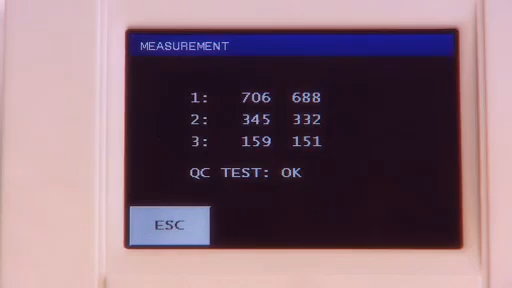 MEASUREMENT
1: 706 688
2: 345 332
3: 159 151
QC TEST: OK
ESC